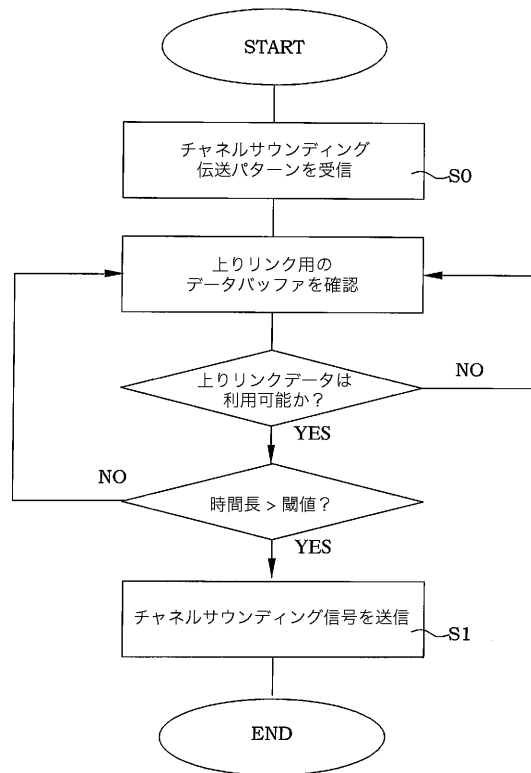 START
チャネルサウンディング
伝送パターンを受信
S0
上りリンク用の
データバッファを確認
上りリンクデータは
利用可能か?
NO
YES
時間長 > 閾値?
NO
YES
チャネルサウンディング信号を送信
S1
END